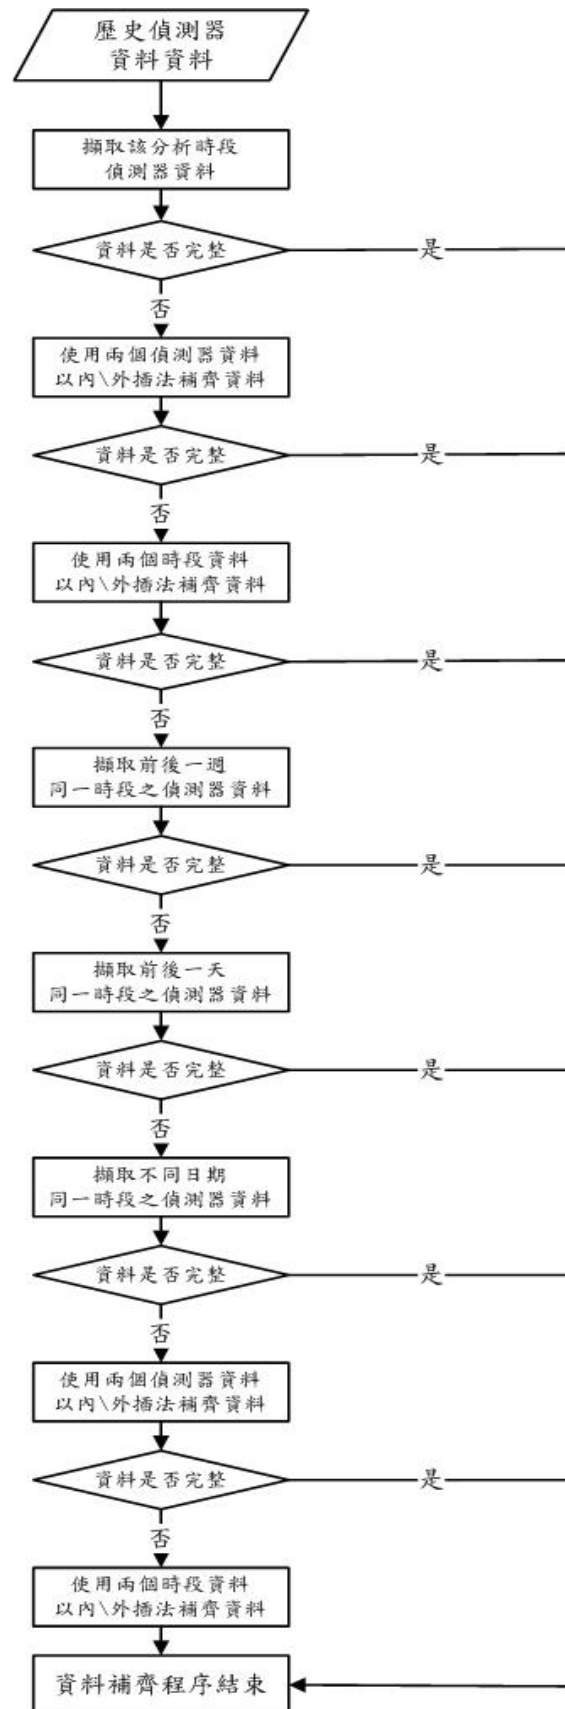 歷史偵測器
資料資料
擷取該分析時段
偵測器資料
資料是否完整
是
否
使用兩個偵測器資料
以內\外插法補齊資料
資料是否完整
是
否
使用兩個時段資料
以內\外插法補齊資料
資料是否完整
是
否
擷取前後一週
同一時段之偵測器資料
資料是否完整
是
否
擷取前後一天
同一時段之偵測器資料
資料是否完整
是
否
擷取不同日期
同一時段之偵測器資料
資料是否完整
是
否
使用兩個偵測器資料
以內\外插法補齊資料
資料是否完整
是
否
使用兩個時段資料
以內\外插法補齊資料
資料補齊程序結束